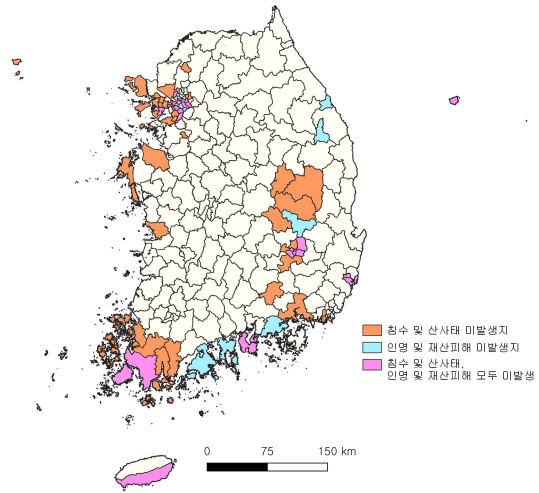 침수 및 산사태 미발생지
인명 및 재산피해 미발생지
침수 및 산사태,
인명 및 재산피해 모두 미발생
0 75 150 km